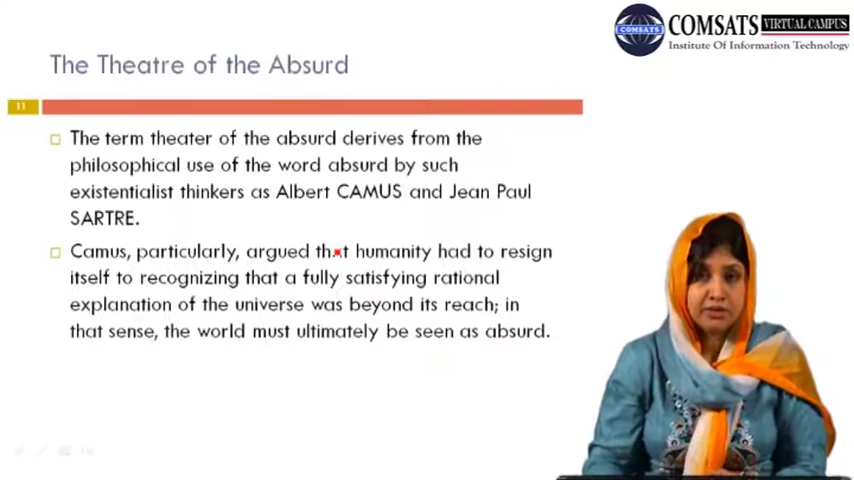 COMSATS VIRTUAL CAMPUS
COMSATS
Institute Of Information Technology
The Theatre of the Absurd
11
The term theater of the absurd derives from the
philosophical use of the word absurd by such
existentialist thinkers as Albert CAMUS and Jean Paul
SARTRE.
Camus, particularly, argued that humanity had to resign
itself to recognizing that a fully satisfying rational
explanation of the universe was beyond its reach; in
that sense, the world must ultimately be seen as absurd.